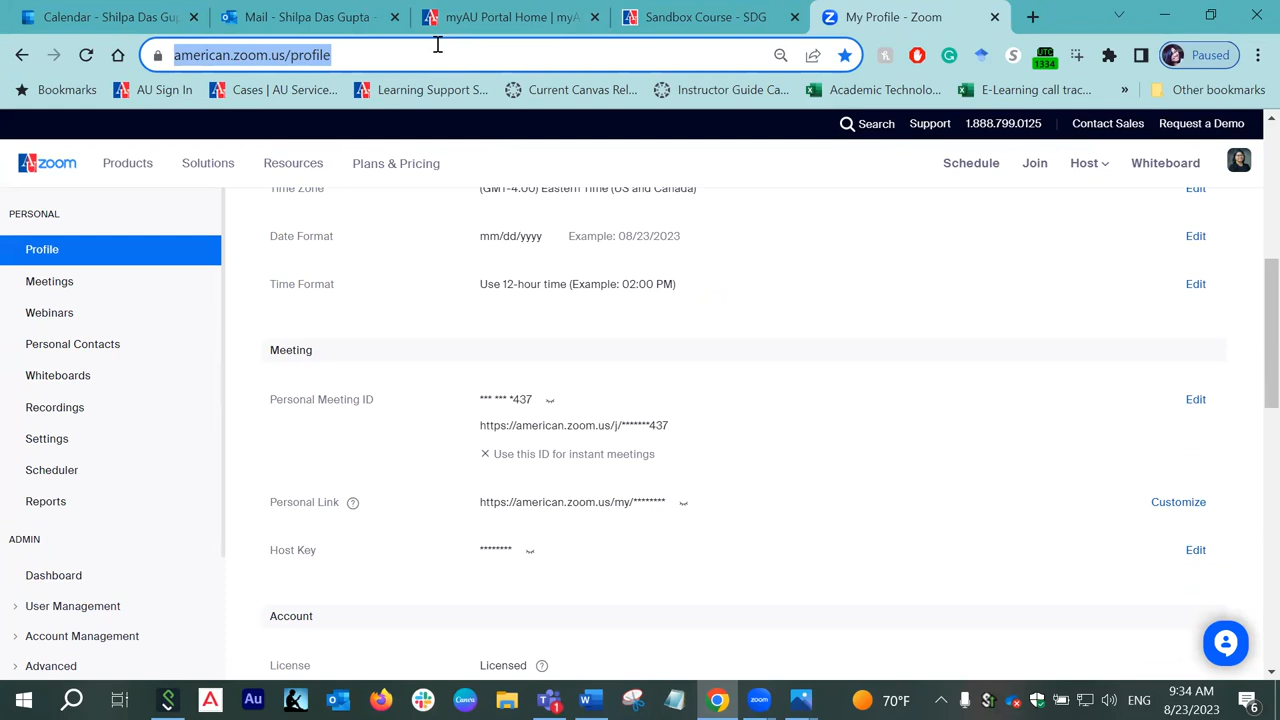 Calendar - Shilpa Das Gup
Mail - Shilpa Das Gupta -
myAU Portal Home | myA
Sandbox Course - SDG
My Profile - Zoom
american.zoom.us/profile
UTC
1334
Paused
Bookmarks
AU Sign In
Cases | AU Service...
Learning Support S...
Current Canvas Rel...
Instructor Guide Ca...
Academic Technolo...
E-Learning call trac...
»
Other bookmarks
Search
Support
1.888.799.0125
Contact Sales
Request a Demo
zoom
Products
Solutions
Resources
Plans & Pricing
Schedule
Join
Host
Whiteboard
PERSONAL
Profile
Meetings
Webinars
Personal Contacts
Whiteboards
Recordings
Settings
Scheduler
Reports
ADMIN
Dashboard
User Management
Account Management
Advanced
Time Zone (GMT-4:00) Eastern Time (US and Canada) Edit
Date Format mm/dd/yyyy Example: 08/23/2023 Edit
Time Format Use 12-hour time (Example: 02:00 PM) Edit
Meeting
Personal Meeting ID *** *** *437 Edit
https://american.zoom.us/j/*******437
× Use this ID for instant meetings
Personal Link ? https://american.zoom.us/my/******** Customize
Host Key ******** Edit
Account
License Licensed ?
70°F
ENG
9:34 AM
8/23/2023
6